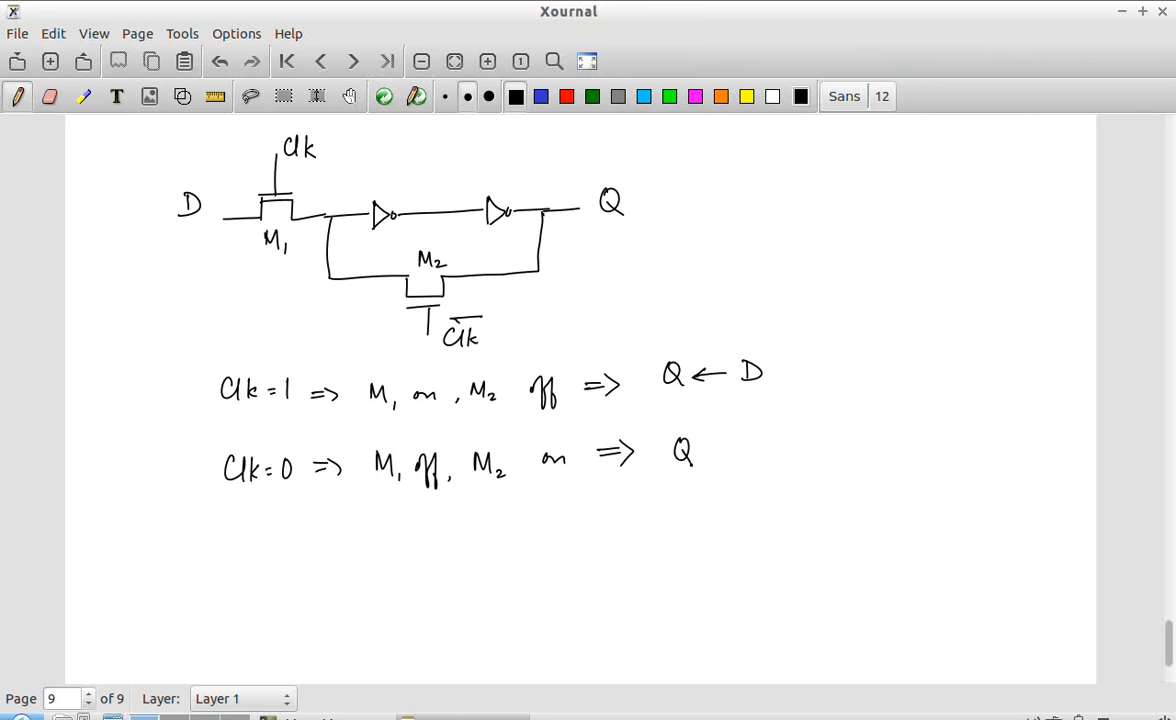 Xournal
File Edit View Page Tools Options Help
Sans 12
Clk
D
Q
M1
M2
C̅l̅k̅
Clk=1 => M1 on, M2 off => Q ← D
Clk=0 => M1 off, M2 on => Q
Page 9 of 9 Layer: Layer 1